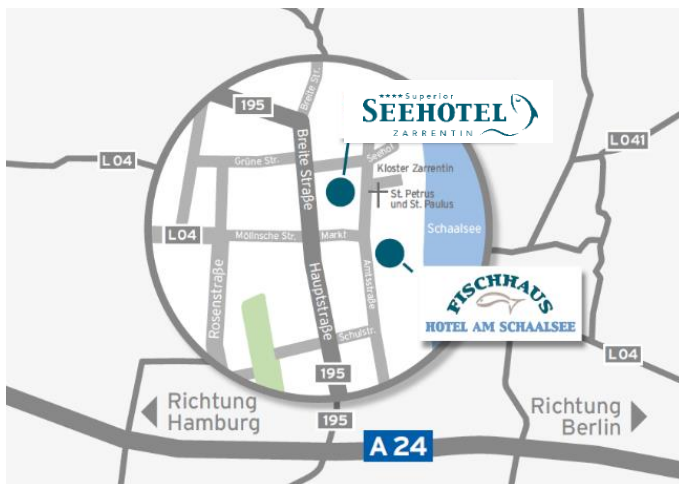 ****Superior
SEEHOTEL
ZARRENTIN
195
Breite Str.
Breite Straße
L041
L04
Grüne Str.
Seehof
Kloster Zarrentin
St. Petrus
und St. Paulus
L04
Möllnsche Str.
Markt
Schaalsee
Rosenstraße
Hauptstraße
Amtsstraße
FISCHHAUS
HOTEL AM SCHAALSEE
Schulstr.
L04
195
Richtung
Hamburg
195
Richtung
Berlin
A 24